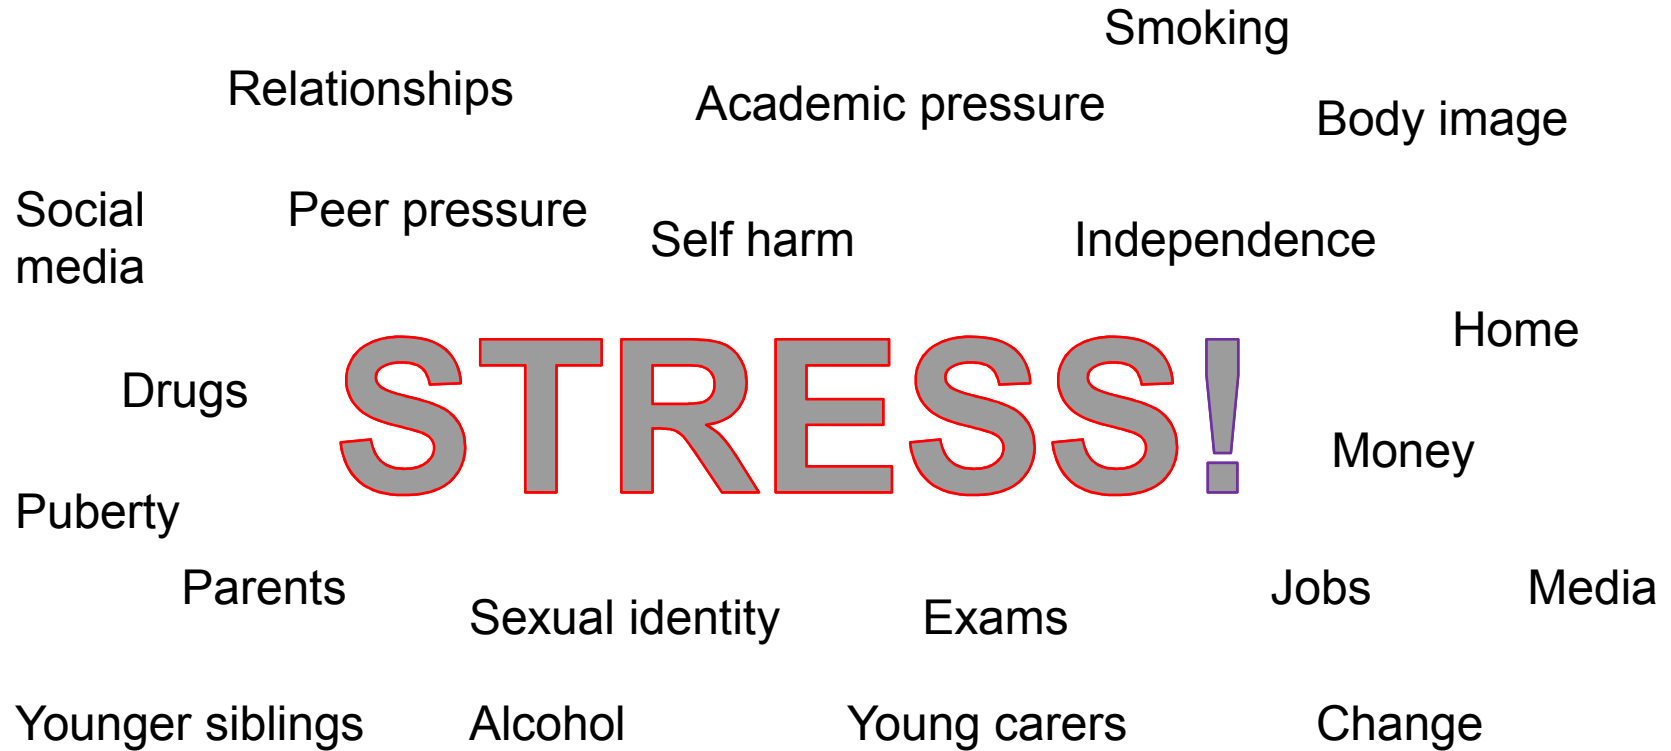 Smoking
Relationships
Academic pressure
Body image
Social
media
Peer pressure
Self harm
Independence
Home
STRESS!
Drugs
Money
Puberty
Parents
Sexual identity
Exams
Jobs
Media
Younger siblings
Alcohol
Young carers
Change